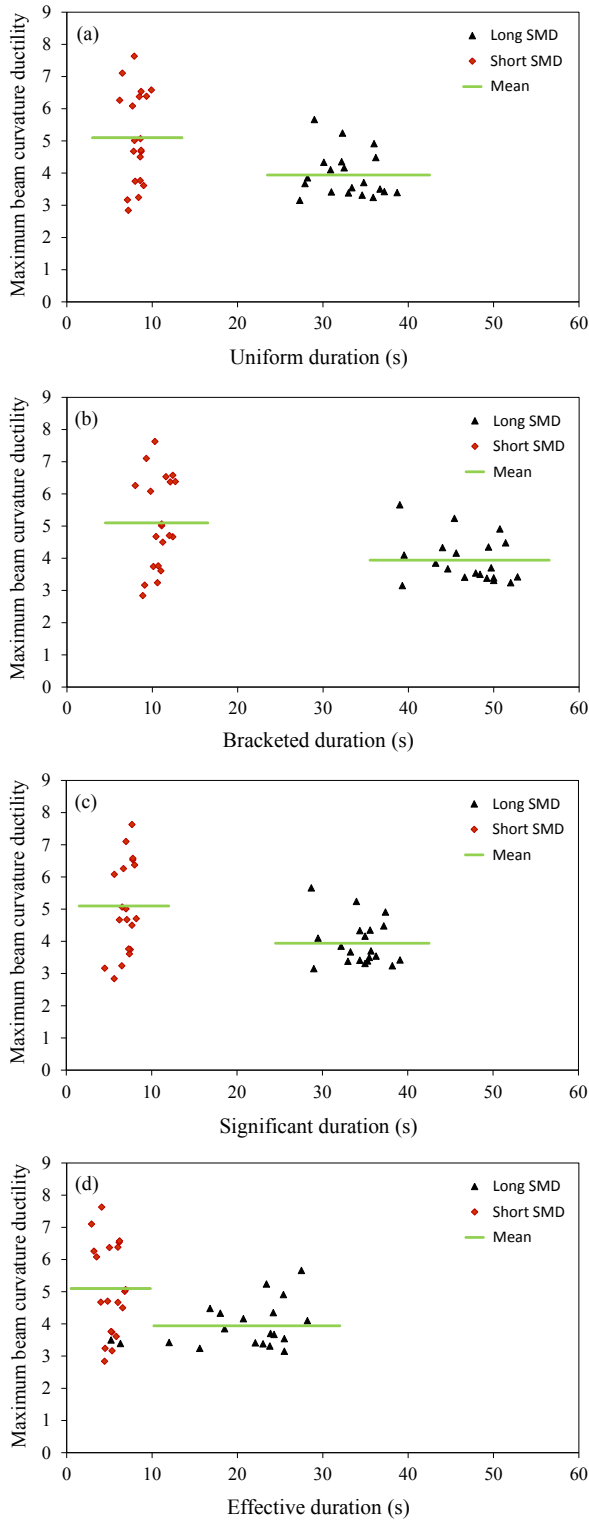 Maximum beam curvature ductility
9
8
7
6
5
4
3
2
1
0
(a)
Long SMD
Short SMD
Mean
0 10 20 30 40 50 60
Uniform duration (s)
Maximum beam curvature ductility
9
8
7
6
5
4
3
2
1
0
(b)
Long SMD
Short SMD
Mean
0 10 20 30 40 50 60
Bracketed duration (s)
Maximum beam curvature ductility
9
8
7
6
5
4
3
2
1
0
(c)
Long SMD
Short SMD
Mean
0 10 20 30 40 50 60
Significant duration (s)
Maximum beam curvature ductility
9
8
7
6
5
4
3
2
1
0
(d)
Long SMD
Short SMD
Mean
0 10 20 30 40 50 60
Effective duration (s)